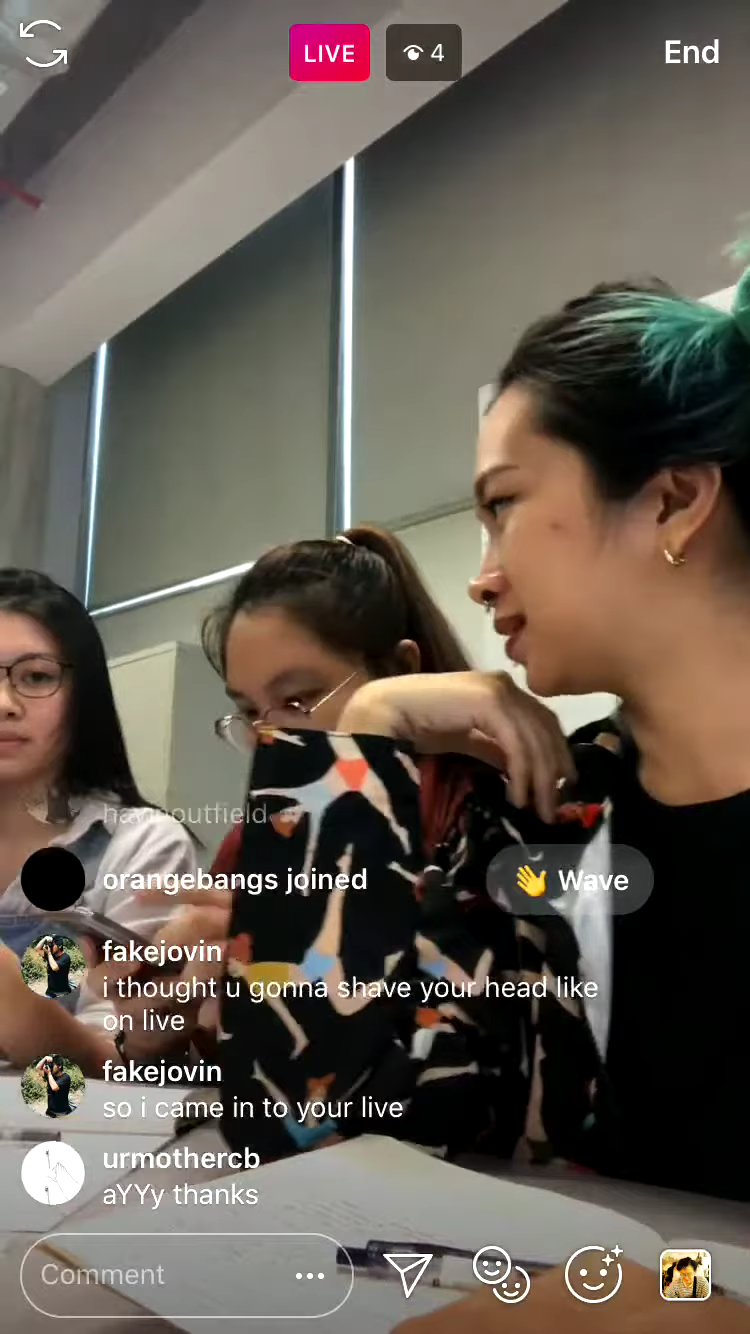 LIVE
4
End
orangebangs joined
👋 Wave
fakejovin
i thought u gonna shave your head like
on live
fakejovin
so i came in to your live
urmothercb
aYYy thanks
Comment